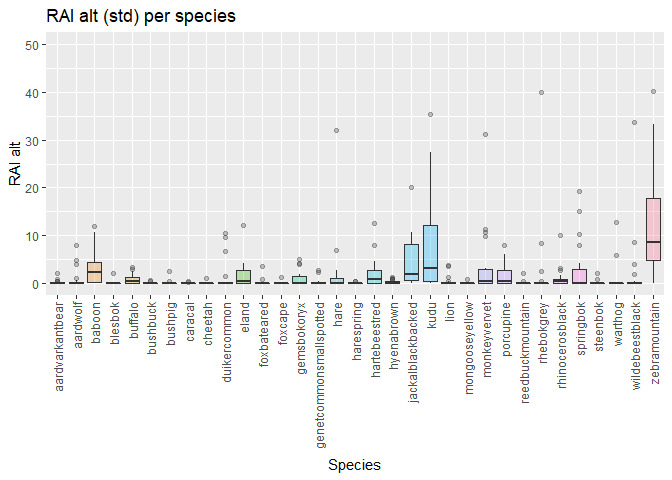 RAI alt (std) per species
50
40
30
20
10
0
RAI alt
aardvarkantbear
aardwolf
baboon
blesbok
buffalo
bushbuck
bushpig
caracal
cheetah
duikercommon
eland
foxbateared
foxcape
gemsbokoryx
genetcommonsmallspotted
hare
harespring
hartebeestred
hyenabrown
jackalblackbacked
kudu
lion
mongooseyellow
monkeyvervet
porcupine
reedbuckmountain
rhebokgrey
rhinocerosblack
springbok
steenbok
warthog
wildebeestblack
zebramountain
Species